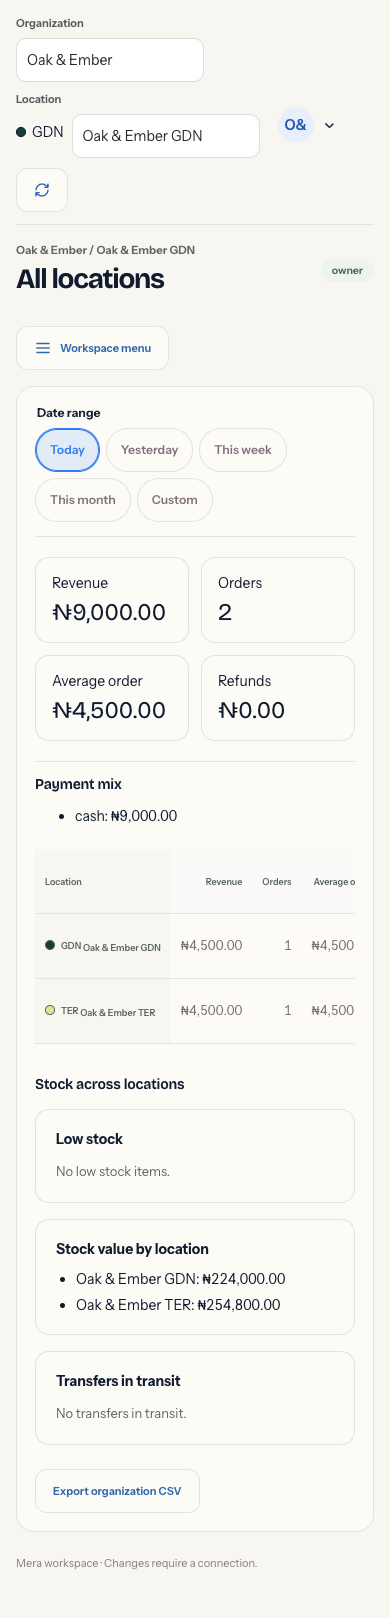 Organization
Oak & Ember
Location
GDN
Oak & Ember GDN
O&
Oak & Ember / Oak & Ember GDN
All locations
owner
Workspace menu
Date range
Today
Yesterday
This week
This month
Custom
Revenue
₦9,000.00
Orders
2
Average order
₦4,500.00
Refunds
₦0.00
Payment mix
• cash: ₦9,000.00
Location Revenue Orders Average o
GDN Oak & Ember GDN ₦4,500.00 1 ₦4,500
TER Oak & Ember TER ₦4,500.00 1 ₦4,500
Stock across locations
Low stock
No low stock items.
Stock value by location
• Oak & Ember GDN: ₦224,000.00
• Oak & Ember TER: ₦254,800.00
Transfers in transit
No transfers in transit.
Export organization CSV
Mera workspace · Changes require a connection.